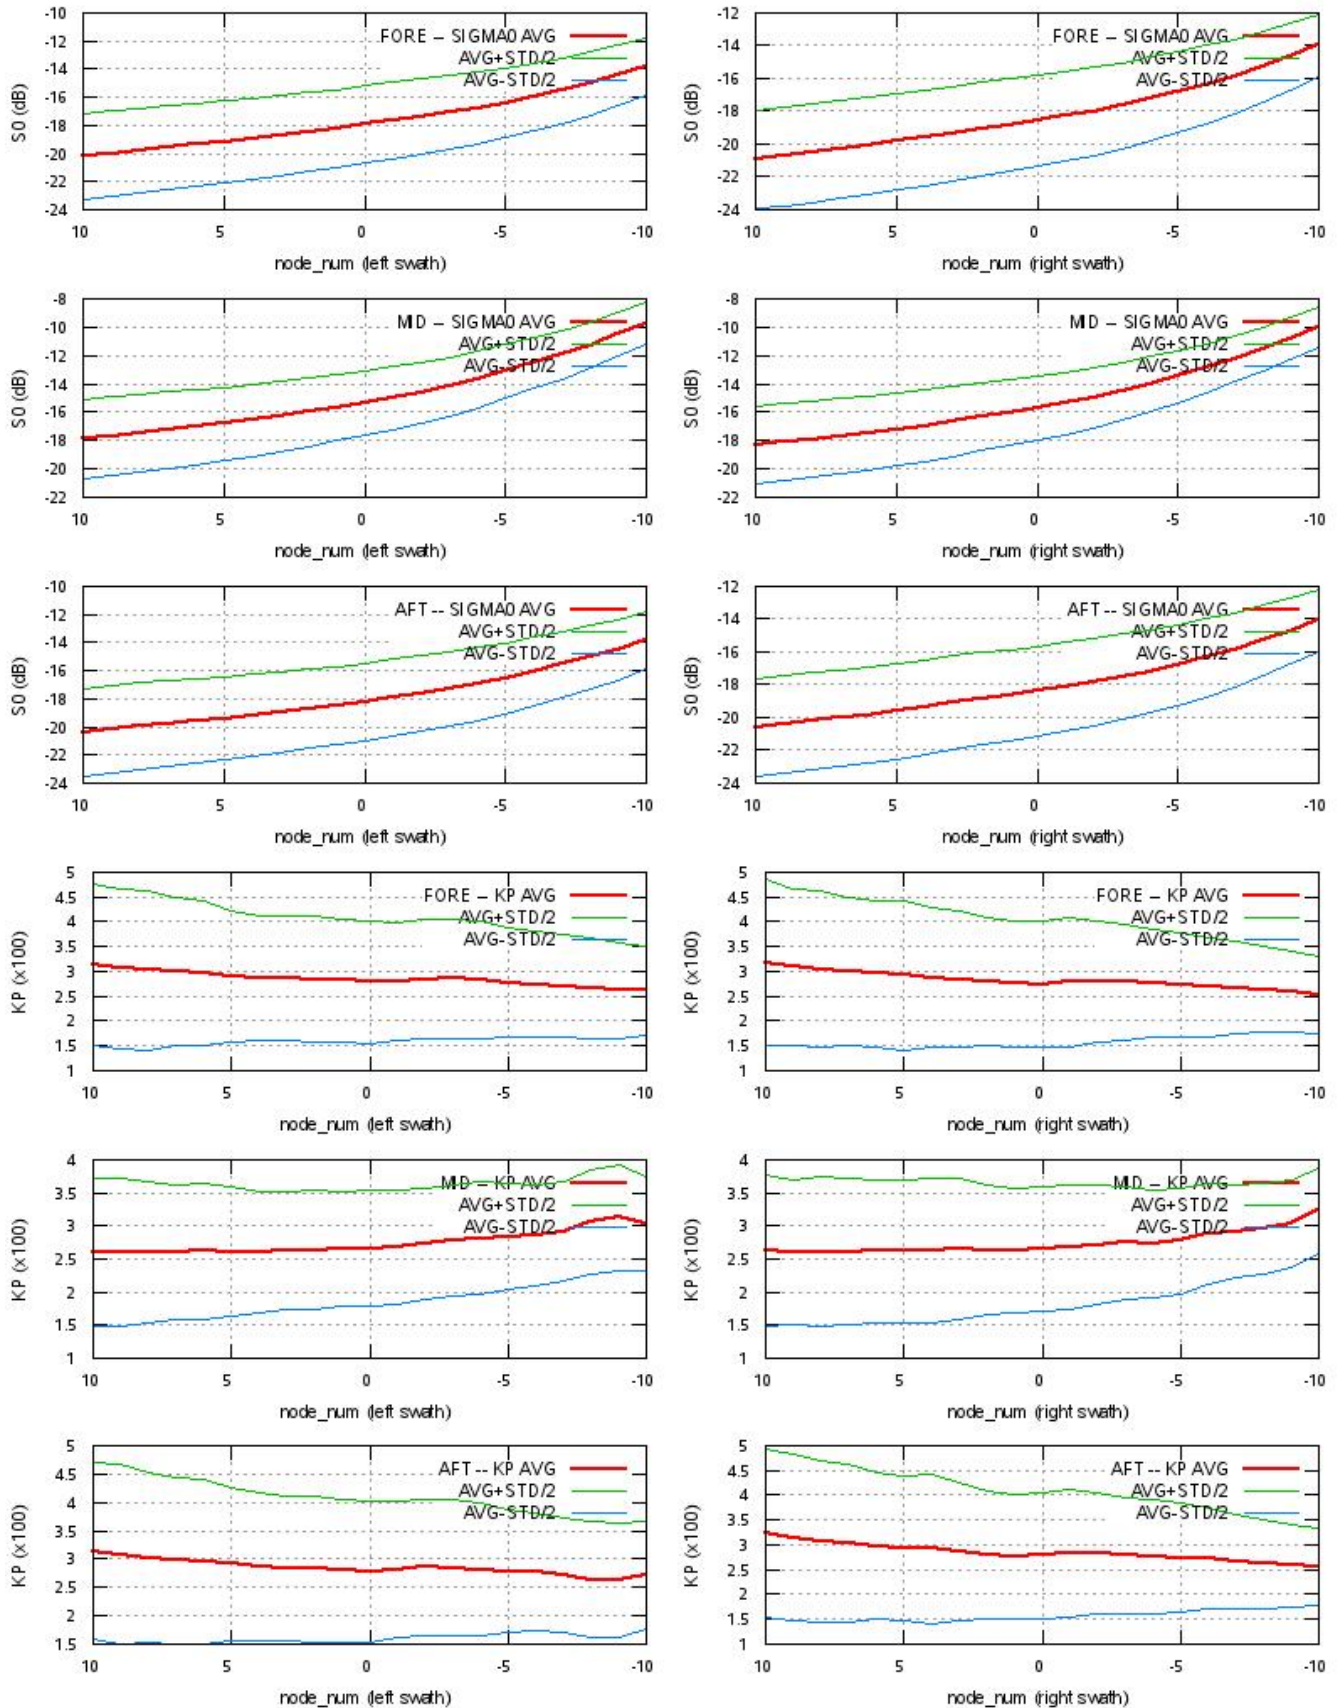 -10
-12
-14
-16
-18
-20
-22
-24
S0 (dB)
FORE -- SIGMA0 AVG
AVG+STD/2
AVG-STD/2
10 5 0 -5 -10
node_num (left swath)
-12
-14
-16
-18
-20
-22
-24
S0 (dB)
FORE -- SIGMA0 AVG
AVG+STD/2
AVG-STD/2
10 5 0 -5 -10
node_num (right swath)
-8
-10
-12
-14
-16
-18
-20
-22
S0 (dB)
MID -- SIGMA0 AVG
AVG+STD/2
AVG-STD/2
10 5 0 -5 -10
node_num (left swath)
-8
-10
-12
-14
-16
-18
-20
-22
S0 (dB)
MID -- SIGMA0 AVG
AVG+STD/2
AVG-STD/2
10 5 0 -5 -10
node_num (right swath)
-10
-12
-14
-16
-18
-20
-22
-24
S0 (dB)
AFT -- SIGMA0 AVG
AVG+STD/2
AVG-STD/2
10 5 0 -5 -10
node_num (left swath)
-12
-14
-16
-18
-20
-22
-24
S0 (dB)
AFT -- SIGMA0 AVG
AVG+STD/2
AVG-STD/2
10 5 0 -5 -10
node_num (right swath)
5
4.5
4
3.5
3
2.5
2
1.5
1
KP (x100)
FORE -- KP AVG
AVG+STD/2
AVG-STD/2
10 5 0 -5 -10
node_num (left swath)
5
4.5
4
3.5
3
2.5
2
1.5
1
KP (x100)
FORE -- KP AVG
AVG+STD/2
AVG-STD/2
10 5 0 -5 -10
node_num (right swath)
4
3.5
3
2.5
2
1.5
1
KP (x100)
MID -- KP AVG
AVG+STD/2
AVG-STD/2
10 5 0 -5 -10
node_num (left swath)
4
3.5
3
2.5
2
1.5
1
KP (x100)
MID -- KP AVG
AVG+STD/2
AVG-STD/2
10 5 0 -5 -10
node_num (right swath)
5
4.5
4
3.5
3
2.5
2
1.5
KP (x100)
AFT -- KP AVG
AVG+STD/2
AVG-STD/2
10 5 0 -5 -10
node_num (left swath)
5
4.5
4
3.5
3
2.5
2
1.5
1
KP (x100)
AFT -- KP AVG
AVG+STD/2
AVG-STD/2
10 5 0 -5 -10
node_num (right swath)